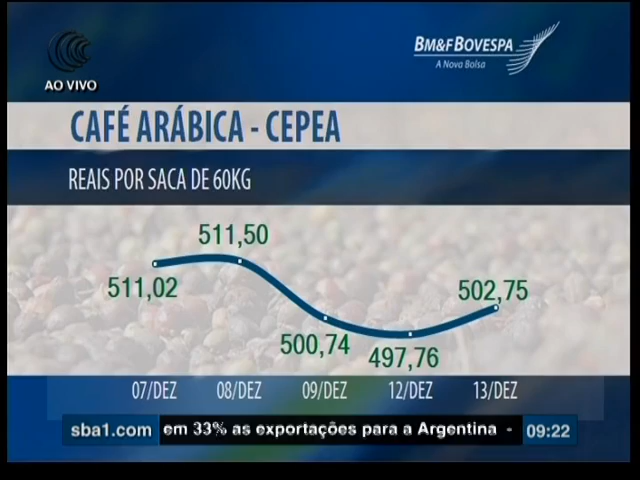 AO VIVO
BM&FBOVESPA
A Nova Bolsa
CAFÉ ARÁBICA - CEPEA
REAIS POR SACA DE 60KG
511,02
511,50
500,74
497,76
502,75
07/DEZ 08/DEZ 09/DEZ 12/DEZ 13/DEZ
sba1.com em 33% as exportações para a Argentina - 09:22